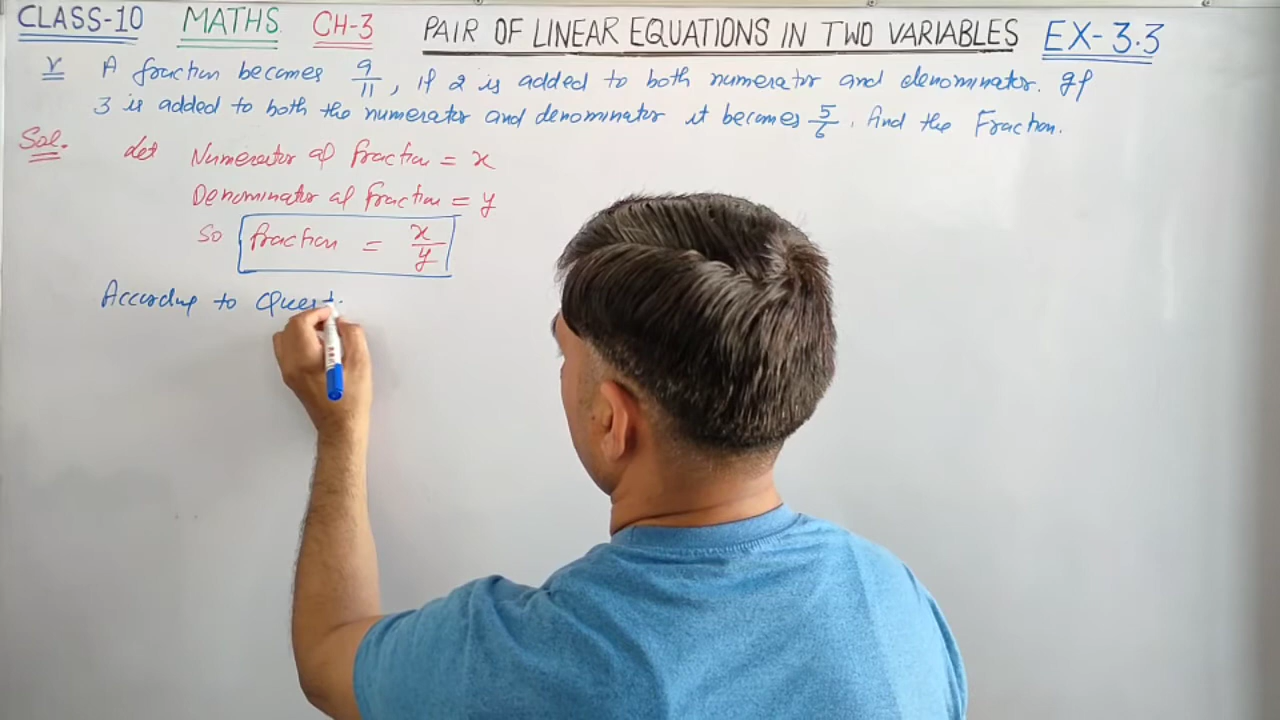 CLASS-10 MATHS CH-3 PAIR OF LINEAR EQUATIONS IN TWO VARIABLES EX-3.3
V A fraction becomes 9/11, if 2 is added to both numerator and denominator. If
3 is added to both the numerator and denominator it becomes 5/6. Find the Fraction.
Sol. Let Numerator of fraction = x
Denominator of fraction = y
So fraction = x/y
According to Quest